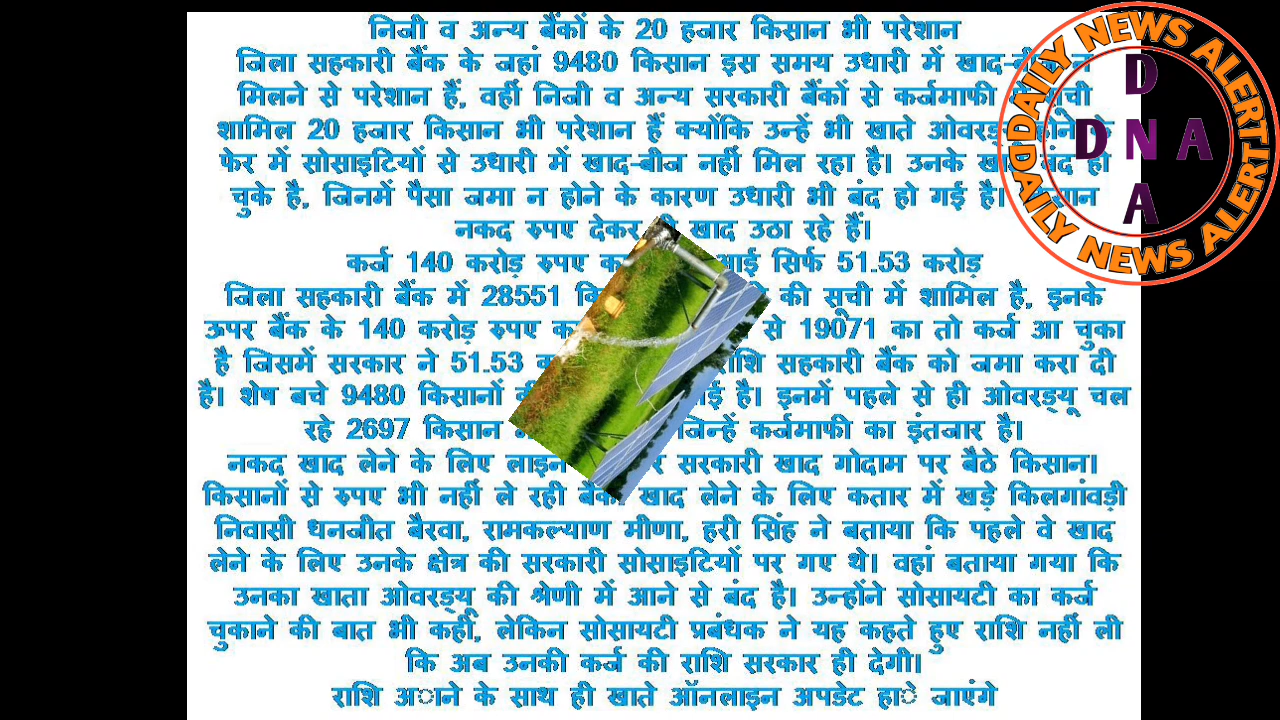 निजी व अन्य बैंकों के 20 हजार किसान भी परेशान
जिला सहकारी बैंक के जहां 9480 किसान इस समय उधारी में खाद-
मिलने से परेशान हैं, वहीं निजी व अन्य सरकारी बैंकों से कर्जमाफी
शामिल 20 हजार किसान भी परेशान हैं क्योंकि उन्हें भी खाते
फेर में सोसाइटियों से उधारी में खाद-बीज नहीं मिल रहा है। उनके
चुके है, जिनमें पैसा जमा न होने के कारण उधारी भी बंद हो गई है।
नकद रुपए देकर खाद उठा रहे हैं।
कर्ज 140 करोड़ रुपए आई सिर्फ 51.53 करोड़
जिला सहकारी बैंक में 28551 की सूची में शामिल है, इनके
ऊपर बैंक के 140 करोड़ रुपए से 19071 का तो कर्ज आ चुका
है जिसमें सरकार ने 51.53 सहकारी बैंक को जमा करा दी
है। शेष बचे 9480 किसानों है। इनमें पहले से ही ओवरड्यू चल
रहे 2697 किसान जिन्हें कर्जमाफी का इंतजार है।
नकद खाद लेने के लिए लाइन सरकारी खाद गोदाम पर बैठे किसान।
किसानों से रुपए भी नहीं ले रही बैंक खाद लेने के लिए कतार में खड़े किलगांवड़ी
निवासी धनजीत बैरवा, रामकल्याण मीणा, हरी सिंह ने बताया कि पहले वे खाद
लेने के लिए उनके क्षेत्र की सरकारी सोसाइटियों पर गए थे। वहां बताया गया कि
उनका खाता ओवरड्यू की श्रेणी में आने से बंद है। उन्होंने सोसायटी का कर्ज
चुकाने की बात भी कही, लेकिन सोसायटी प्रबंधक ने यह कहते हुए राशि नहीं ली
कि अब उनकी कर्ज की राशि सरकार ही देगी।
राशि अाने के साथ ही खाते ऑनलाइन अपडेट हाे जाएंगे
DAILY NEWS ALERT
D
D N A
A
DAILY NEWS ALERT